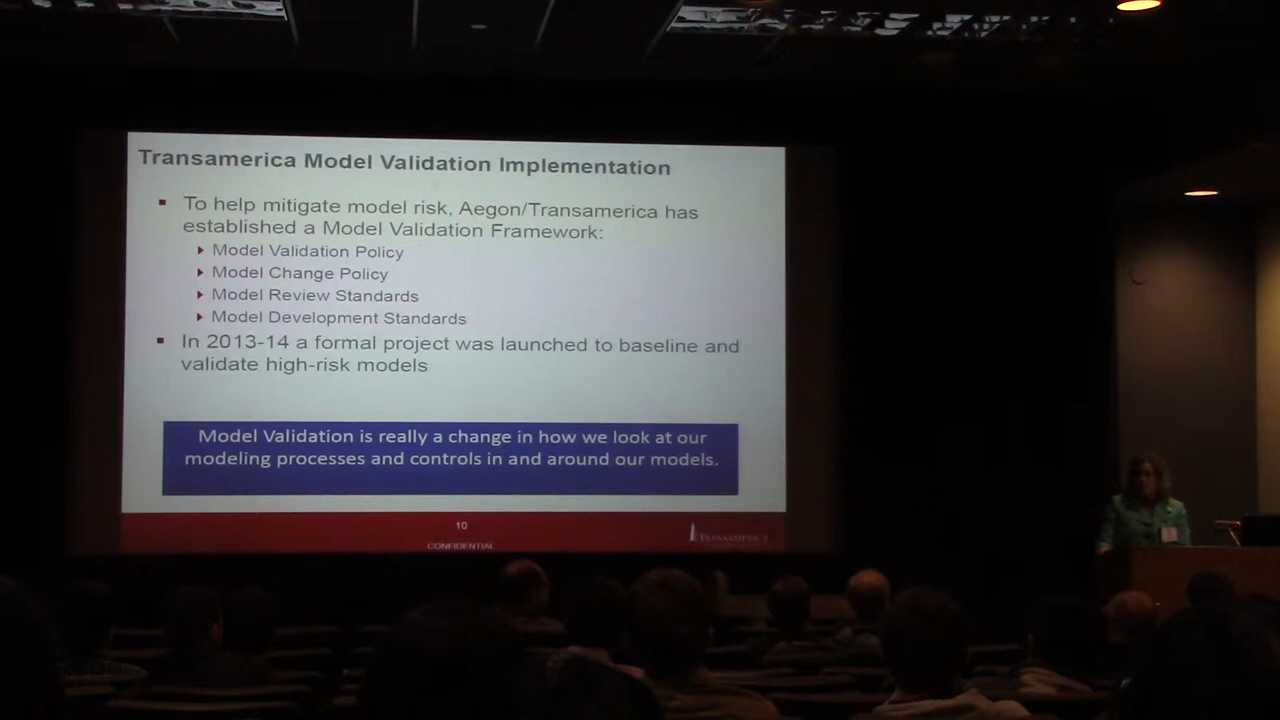 Transamerica Model Validation Implementation
To help mitigate model risk, Aegon/Transamerica has
established a Model Validation Framework:
Model Validation Policy
Model Change Policy
Model Review Standards
Model Development Standards
In 2013-14 a formal project was launched to baseline and
validate high-risk models
Model Validation is really a change in how we look at our
modeling processes and controls in and around our models.
10
CONFIDENTIAL
TRANSAMERICA